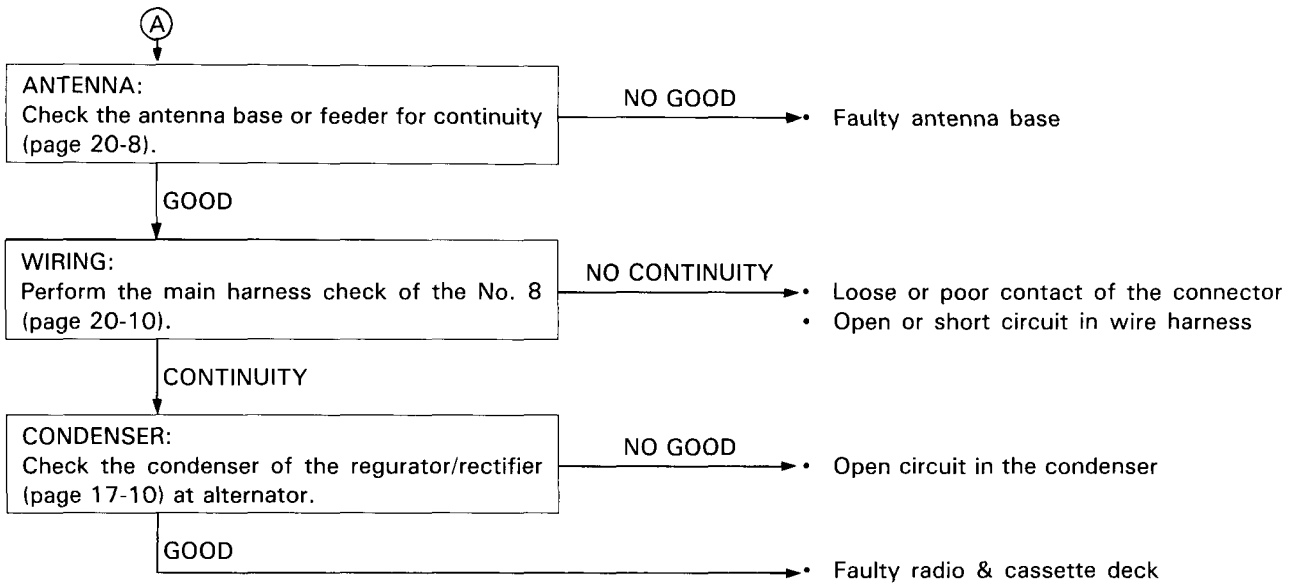 A
ANTENNA:
Check the antenna base or feeder for continuity
(page 20-8).
NO GOOD
• Faulty antenna base
GOOD
WIRING:
Perform the main harness check of the No. 8
(page 20-10).
NO CONTINUITY
• Loose or poor contact of the connector
• Open or short circuit in wire harness
CONTINUITY
CONDENSER:
Check the condenser of the regurator/rectifier
(page 17-10) at alternator.
NO GOOD
• Open circuit in the condenser
GOOD
• Faulty radio & cassette deck